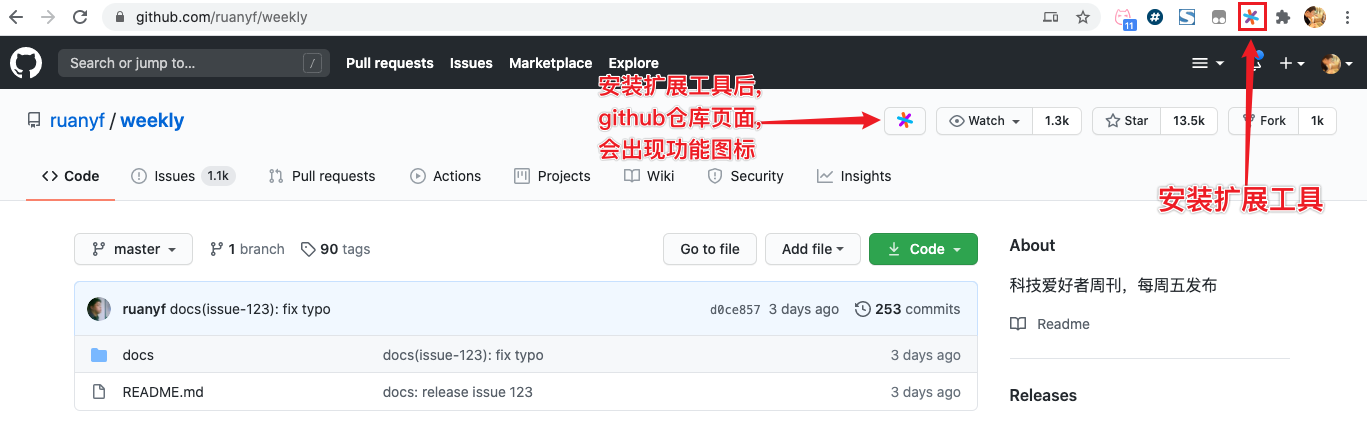 github.com/ruanyf/weekly
11
Search or jump to... /
Pull requests Issues Marketplace Explore
安装扩展工具后,
github仓库页面,
会出现功能图标
ruanyf / weekly
Watch 1.3k Star 13.5k Fork 1k
Code Issues 1.1k Pull requests Actions Projects Wiki Security Insights
安装扩展工具
master 1 branch 90 tags
Go to file Add file Code
About
科技爱好者周刊，每周五发布
Readme
Releases
ruanyf docs(issue-123): fix typo d0ce857 3 days ago 253 commits
docs docs(issue-123): fix typo 3 days ago
README.md docs: release issue 123 3 days ago